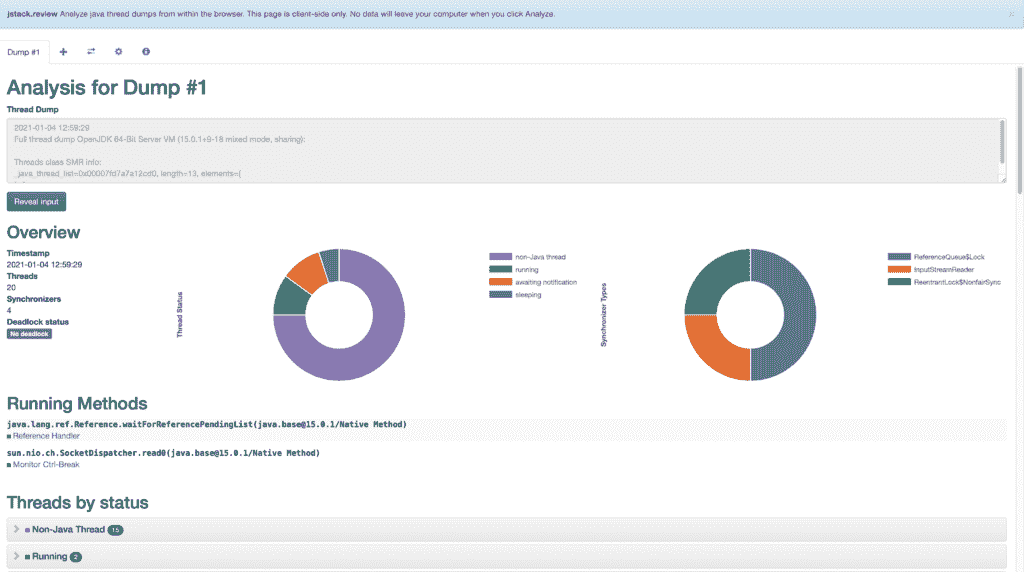 jstack.review Analyze java thread dumps from within the browser. This page is client-side only. No data will leave your computer when you click Analyze.
Dump #1
Analysis for Dump #1
Thread Dump
2021-01-04 12:59:29
Full thread dump OpenJDK 64-Bit Server VM (15.0.1+9-18 mixed mode, sharing):
Threads class SMR info:
_java_thread_list=0x00007fd7a7a12cd0, length=13, elements={
Reveal input
Overview
Timestamp
2021-01-04 12:59:29
Threads
20
Synchronizers
4
Deadlock status
No deadlock
Thread Status
non-Java thread
running
awaiting notification
sleeping
Synchronizer Types
ReferenceQueue$Lock
InputStreamReader
ReentrantLock$NonfairSync
Running Methods
java.lang.ref.Reference.waitForReferencePendingList(java.base@15.0.1/Native Method)
Reference Handler
sun.nio.ch.SocketDispatcher.read0(java.base@15.0.1/Native Method)
Monitor Ctrl-Break
Threads by status
Non-Java Thread 15
Running 2